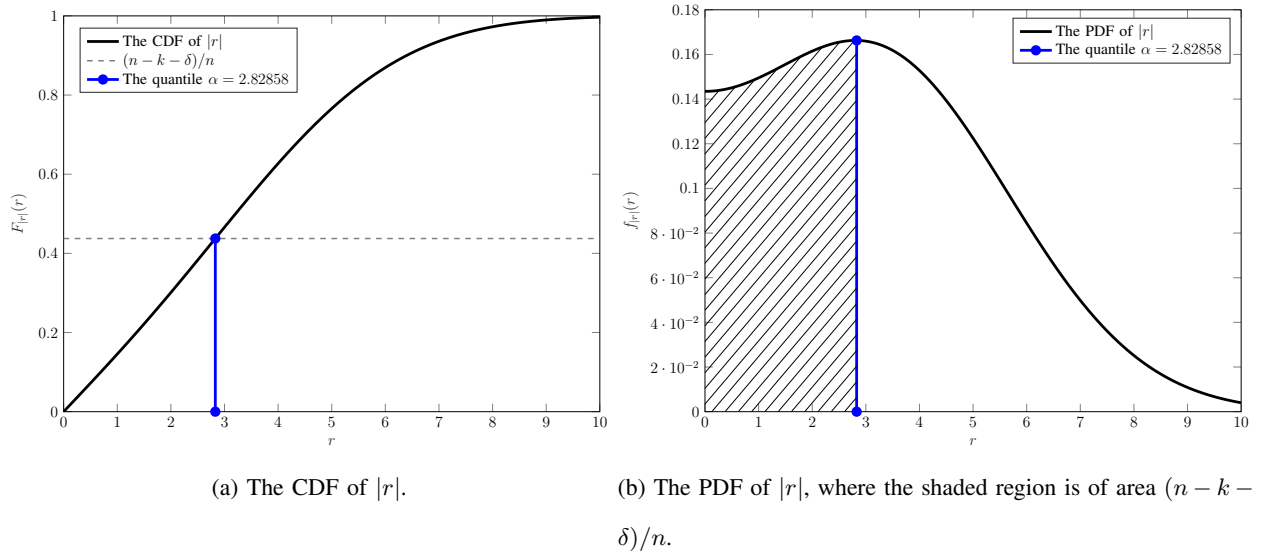 The CDF of |r|
(n − k − δ)/n
The quantile α = 2.82858
F|r|(r)
1
0.8
0.6
0.4
0.2
0
0 1 2 3 4 5 6 7 8 9 10
r
(a) The CDF of |r|.
The PDF of |r|
The quantile α = 2.82858
f|r|(r)
0.18
0.16
0.14
0.12
0.1
8 · 10−2
6 · 10−2
4 · 10−2
2 · 10−2
0
0 1 2 3 4 5 6 7 8 9 10
r
(b) The PDF of |r|, where the shaded region is of area (n − k −
δ)/n.